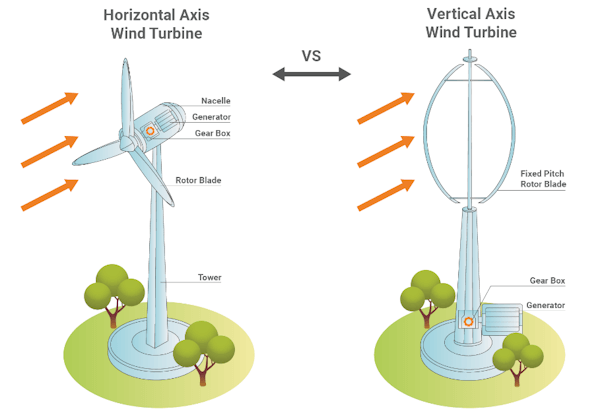 Horizontal Axis
Wind Turbine
VS
Vertical Axis
Wind Turbine
Nacelle
Generator
Gear Box
Rotor Blade
Tower
Fixed Pitch
Rotor Blade
Gear Box
Generator